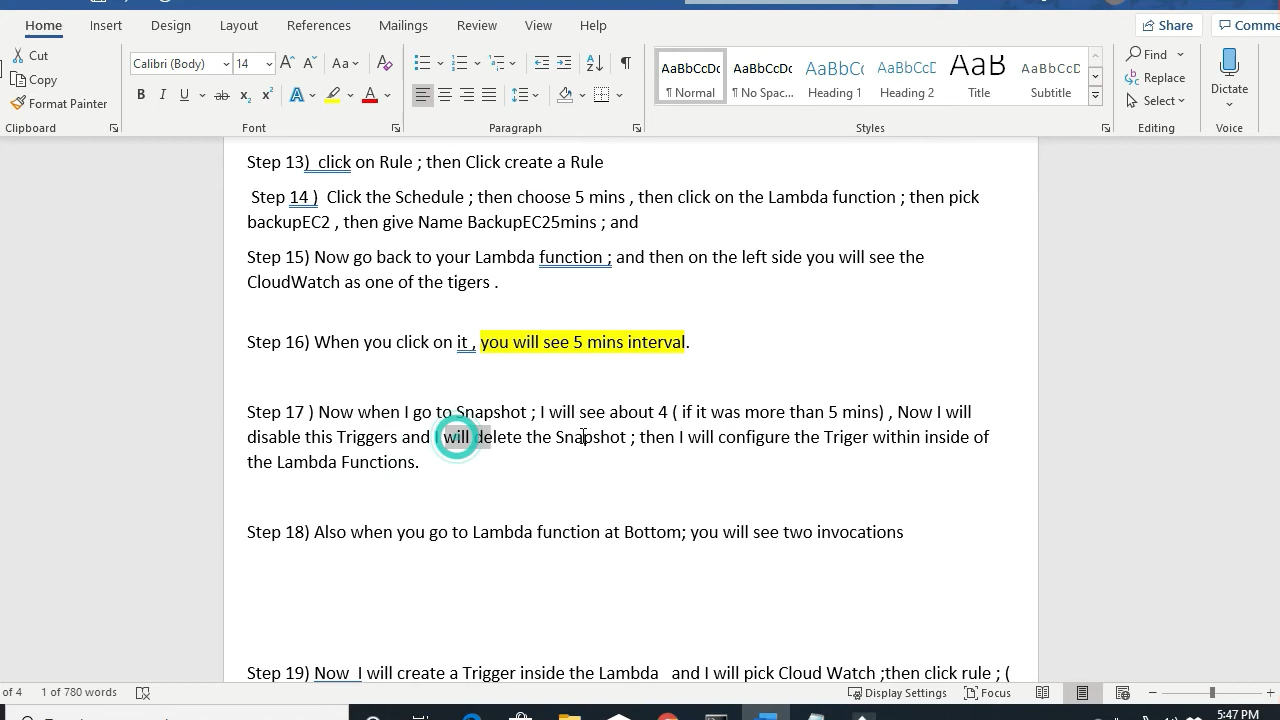 Home Insert Design Layout References Mailings Review View Help Share Comme
Cut
Copy
Format Painter
Calibri (Body) 14
Aa
AaBbCcDc AaBbCcDc AaBbCc AaBbCcD AaB AaBbCcD
¶ Normal ¶ No Spac... Heading 1 Heading 2 Title Subtitle
Find
Replace
Select
Dictate
Clipboard Font Paragraph Styles Editing Voice
Step 13) click on Rule ; then Click create a Rule
Step 14 ) Click the Schedule ; then choose 5 mins , then click on the Lambda function ; then pick
backupEC2 , then give Name BackupEC25mins ; and
Step 15) Now go back to your Lambda function ; and then on the left side you will see the
CloudWatch as one of the tigers .
Step 16) When you click on it , you will see 5 mins interval.
Step 17 ) Now when I go to Snapshot ; I will see about 4 ( if it was more than 5 mins) , Now I will
disable this Triggers and I will delete the Snapshot ; then I will configure the Triger within inside of
the Lambda Functions.
Step 18) Also when you go to Lambda function at Bottom; you will see two invocations
Step 19) Now I will create a Trigger inside the Lambda and I will pick Cloud Watch ;then click rule ; (
of 4 1 of 780 words Display Settings Focus
5:47 PM